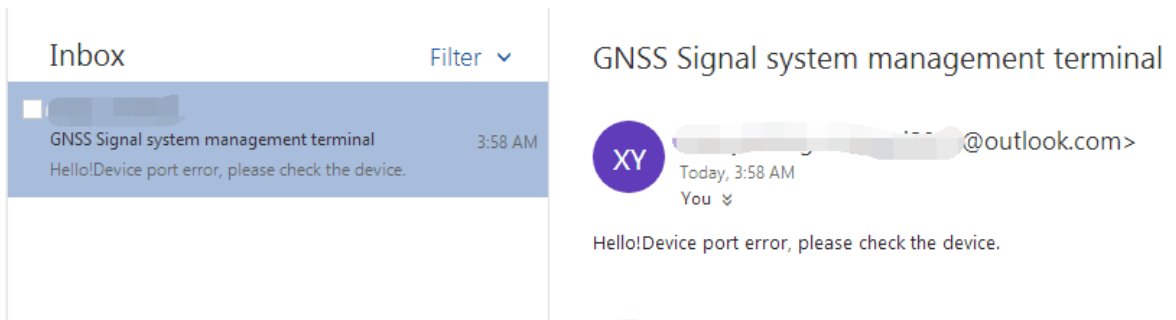 Inbox
Filter
GNSS Signal system management terminal
3:58 AM
Hello!Device port error, please check the device.
GNSS Signal system management terminal
XY
@outlook.com>
Today, 3:58 AM
You
Hello!Device port error, please check the device.